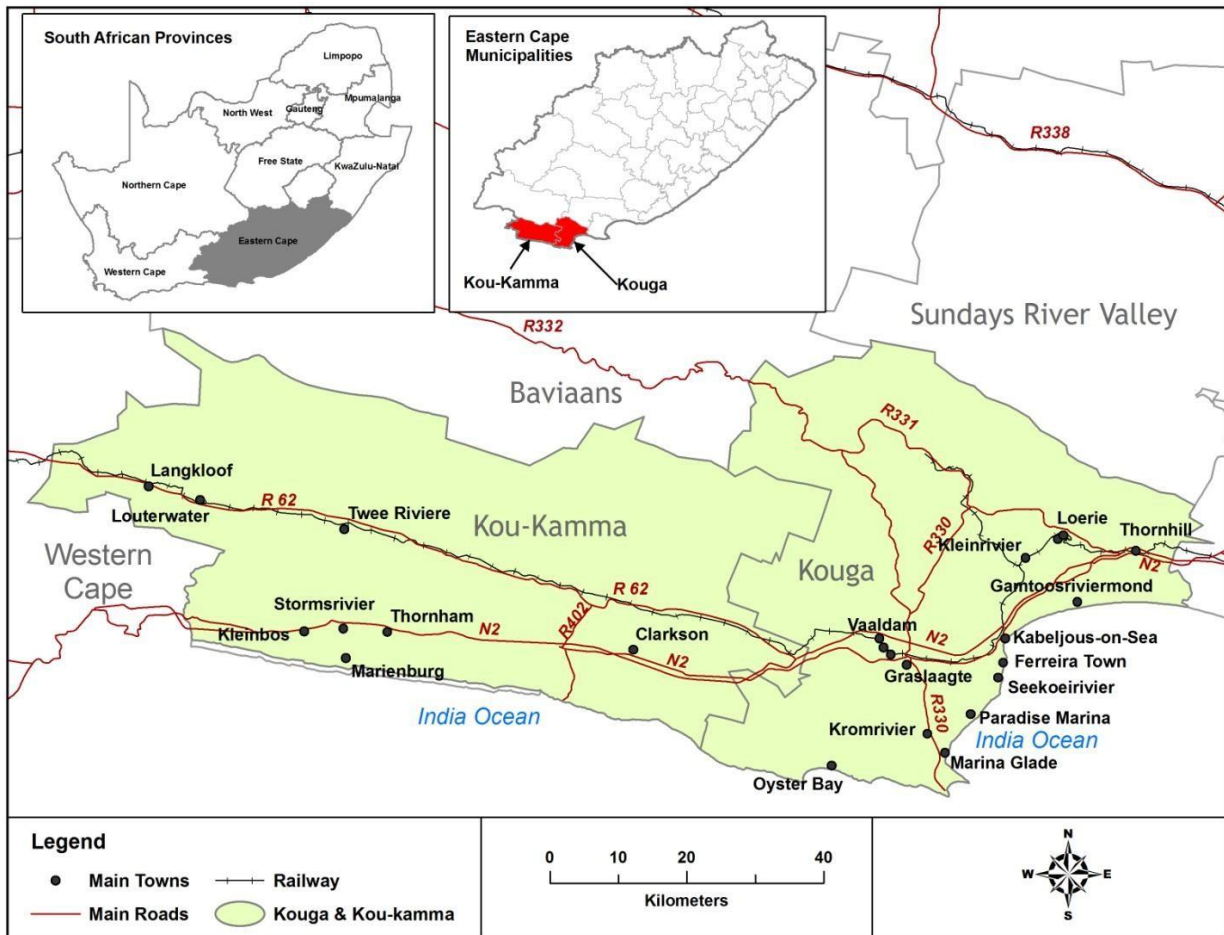 South African Provinces
Limpopo
North West
Gauteng
Mpumalanga
Free State
KwaZulu-Natal
Northern Cape
Eastern Cape
Western Cape
Eastern Cape
Municipalities
Kou-Kamma
Kouga
R338
Sundays River Valley
R332
Baviaans
R331
Langkloof
R 62
Louterwater
Twee Riviere
Kou-Kamma
Loerie
Thornhill
R330
Kleinrivier
N2
Western
Cape
Kouga
R 62
Gamtoosriviermond
Stormsrivier
Thornham
R402
Kleinbos
N2
Clarkson
Vaaldam
N2
Kabeljous-on-Sea
Marienburg
N2
Graslaagte
Ferreira Town
Seekoeirivier
India Ocean
R330
Paradise Marina
Kromrivier
India Ocean
Marina Glade
Oyster Bay
Legend
Main Towns
Railway
Main Roads
Kouga & Kou-kamma
0 10 20 40
Kilometers
N
W E
S